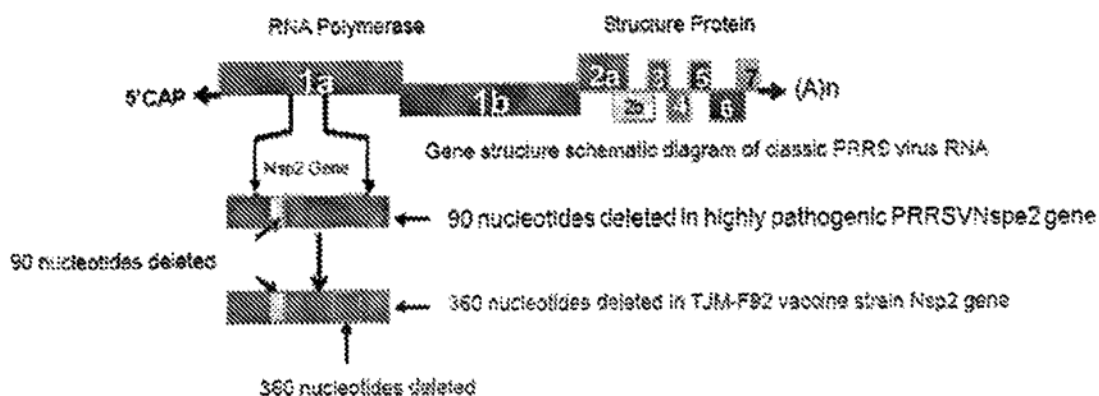 RNA Polymerase
Structure Protein
1a
2a 3 5 7
5'CAP
(A)n
1b
2b 4 6
Gene structure schematic diagram of classic PRRS virus RNA
Nsp2 Gene
90 nucleotides deleted in highly pathogenic PRRSVNspe2 gene
90 nucleotides deleted
360 nucleotides deleted in TJM-F92 vaccine strain Nsp2 gene
360 nucleotides deleted